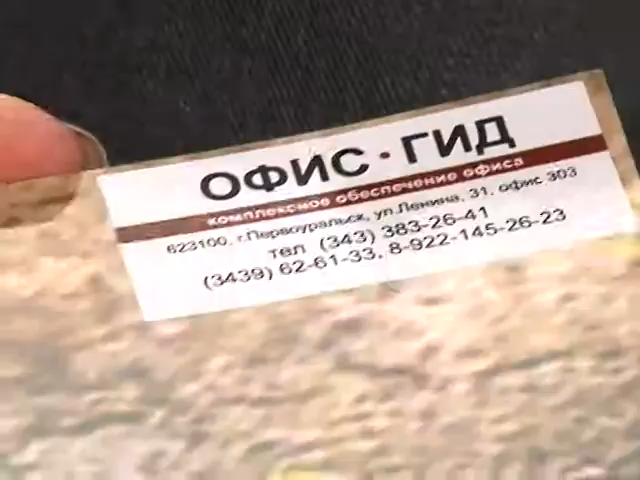 ОФИС·ГИД
комплексное обеспечение офиса
623100, г.Первоуральск, ул.Ленина, 31, офис 303
тел (343) 383-26-41
(3439) 62-61-33, 8-922-145-26-23